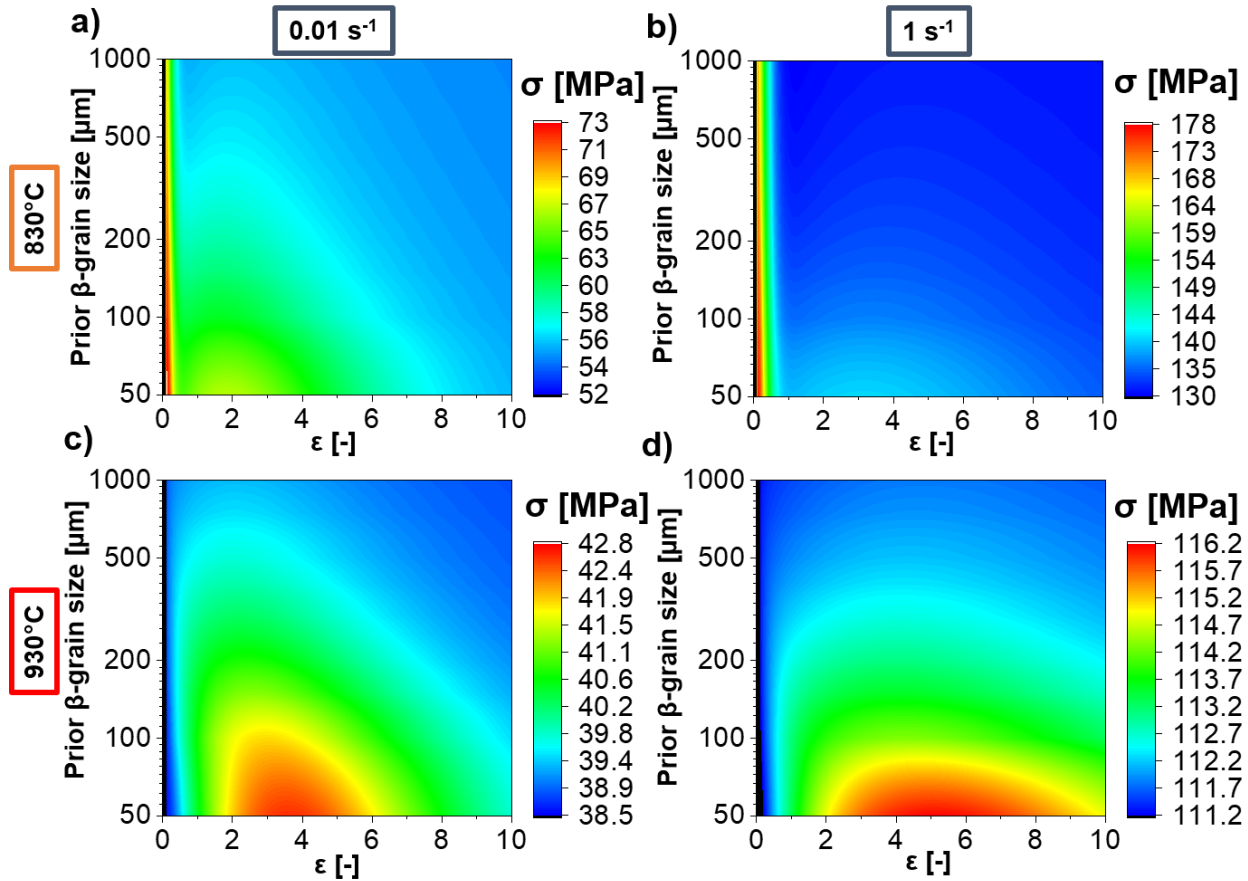 a)
0.01 s⁻¹
b)
1 s⁻¹
830°C
Prior β-grain size [µm]
1000
500
200
100
50
0 2 4 6 8 10
ε [-]
σ [MPa]
73
71
69
67
65
63
60
58
56
54
52
Prior β-grain size [µm]
1000
500
200
100
50
0 2 4 6 8 10
ε [-]
σ [MPa]
178
173
168
164
159
154
149
144
140
135
130
930°C
c)
Prior β-grain size [µm]
1000
500
200
100
50
0 2 4 6 8 10
ε [-]
σ [MPa]
42.8
42.4
41.9
41.5
41.1
40.6
40.2
39.8
39.4
38.9
38.5
d)
Prior β-grain size [µm]
1000
500
200
100
50
0 2 4 6 8 10
ε [-]
σ [MPa]
116.2
115.7
115.2
114.7
114.2
113.7
113.2
112.7
112.2
111.7
111.2